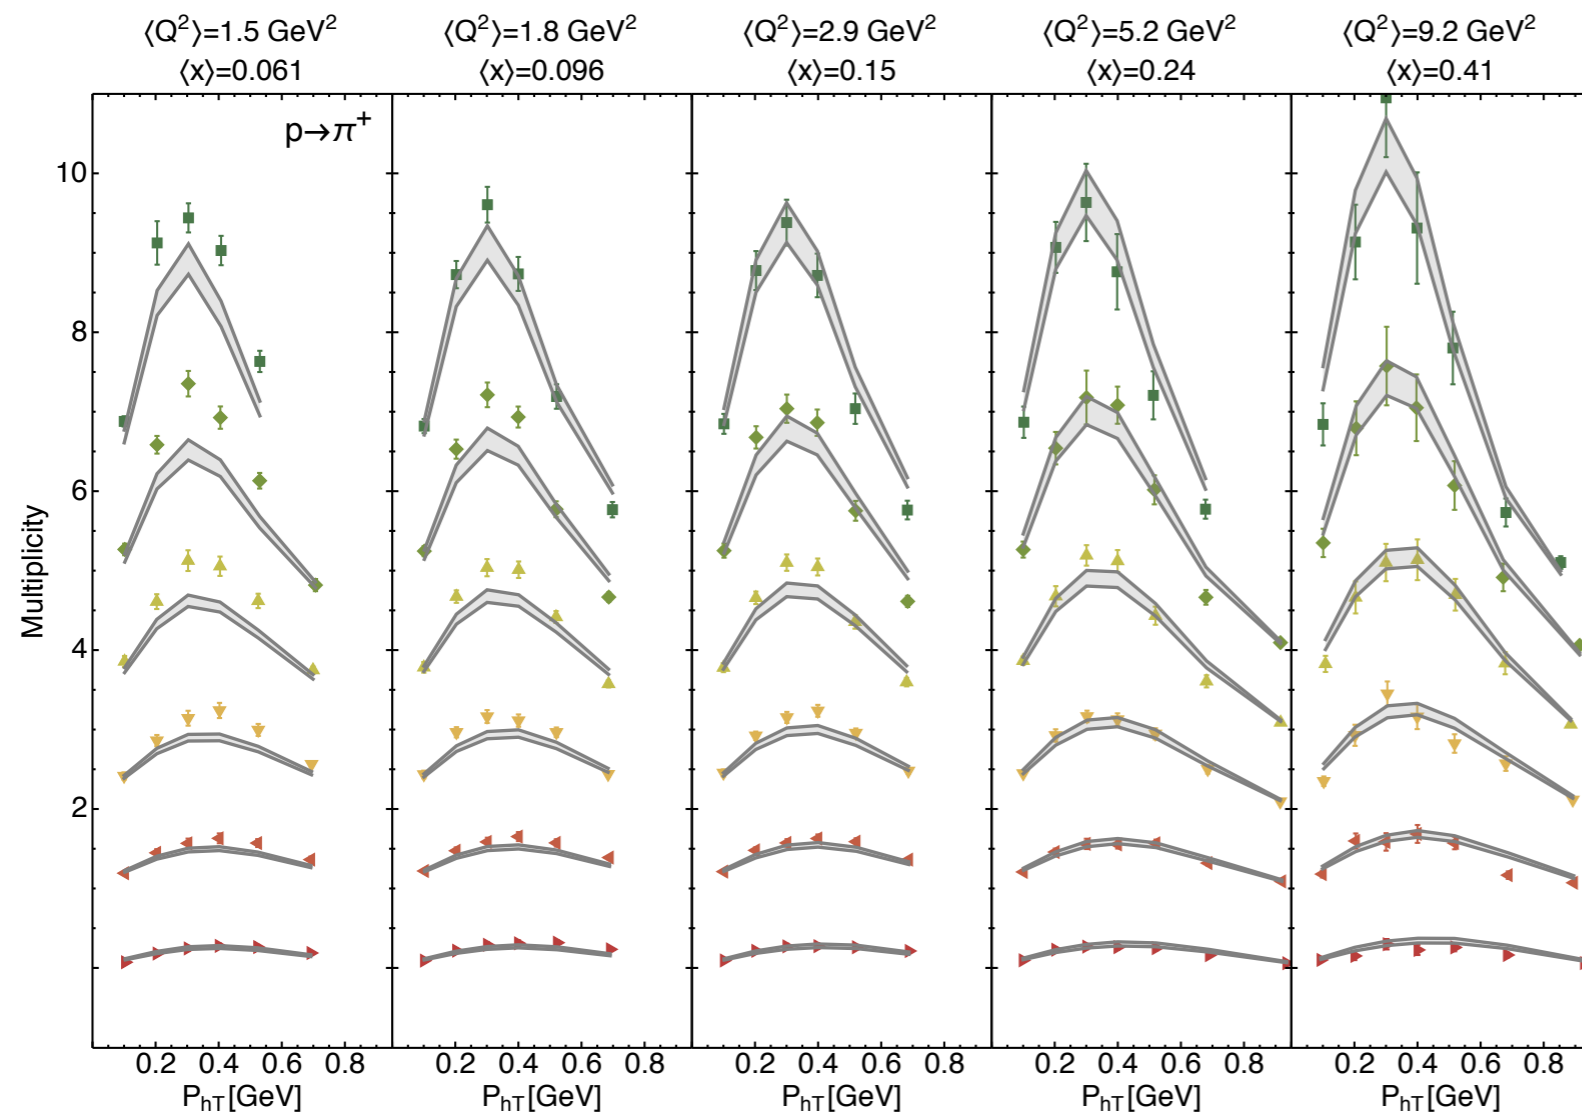 ⟨Q²⟩=1.5 GeV² ⟨Q²⟩=1.8 GeV² ⟨Q²⟩=2.9 GeV² ⟨Q²⟩=5.2 GeV² ⟨Q²⟩=9.2 GeV²
⟨x⟩=0.061 ⟨x⟩=0.096 ⟨x⟩=0.15 ⟨x⟩=0.24 ⟨x⟩=0.41
p→π⁺
10
8
6
4
2
Multiplicity
0.2 0.4 0.6 0.8 0.2 0.4 0.6 0.8 0.2 0.4 0.6 0.8 0.2 0.4 0.6 0.8 0.2 0.4 0.6 0.8
P_hT[GeV] P_hT[GeV] P_hT[GeV] P_hT[GeV] P_hT[GeV]